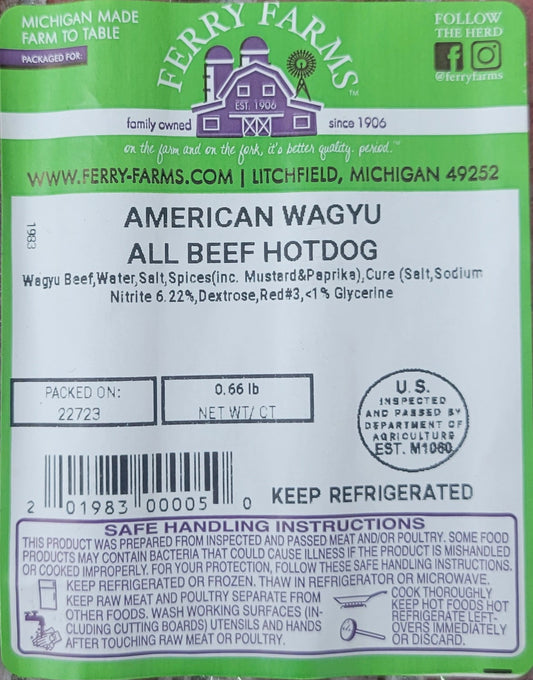 MICHIGAN MADE
FARM TO TABLE
PACKAGED FOR:
FERRY FARMS™
EST. 1906
FOLLOW
THE HERD
@ferryfarms
family owned since 1906
on the farm and on the fork, it's better quality. period.™
WWW.FERRY-FARMS.COM | LITCHFIELD, MICHIGAN 49252
1983
AMERICAN WAGYU
ALL BEEF HOTDOG
Wagyu Beef,Water,Salt,Spices(inc. Mustard&Paprika),Cure (Salt,Sodium
Nitrite 6.22%,Dextrose,Red#3,<1% Glycerine
PACKED ON:
22723
0.66 lb
NET WT/ CT
U.S.
INSPECTED
AND PASSED BY
DEPARTMENT OF
AGRICULTURE
EST. M1060
2 01983 00005 0
KEEP REFRIGERATED
SAFE HANDLING INSTRUCTIONS
THIS PRODUCT WAS PREPARED FROM INSPECTED AND PASSED MEAT AND/OR POULTRY. SOME FOOD
PRODUCTS MAY CONTAIN BACTERIA THAT COULD CAUSE ILLNESS IF THE PRODUCT IS MISHANDLED
OR COOKED IMPROPERLY. FOR YOUR PROTECTION, FOLLOW THESE SAFE HANDLING INSTRUCTIONS.
KEEP REFRIGERATED OR FROZEN. THAW IN REFRIGERATOR OR MICROWAVE.
KEEP RAW MEAT AND POULTRY SEPARATE FROM
OTHER FOODS. WASH WORKING SURFACES (IN-
CLUDING CUTTING BOARDS) UTENSILS AND HANDS
AFTER TOUCHING RAW MEAT OR POULTRY.
COOK THOROUGHLY
KEEP HOT FOODS HOT
REFRIGERATE LEFT-
OVERS IMMEDIATELY
OR DISCARD.